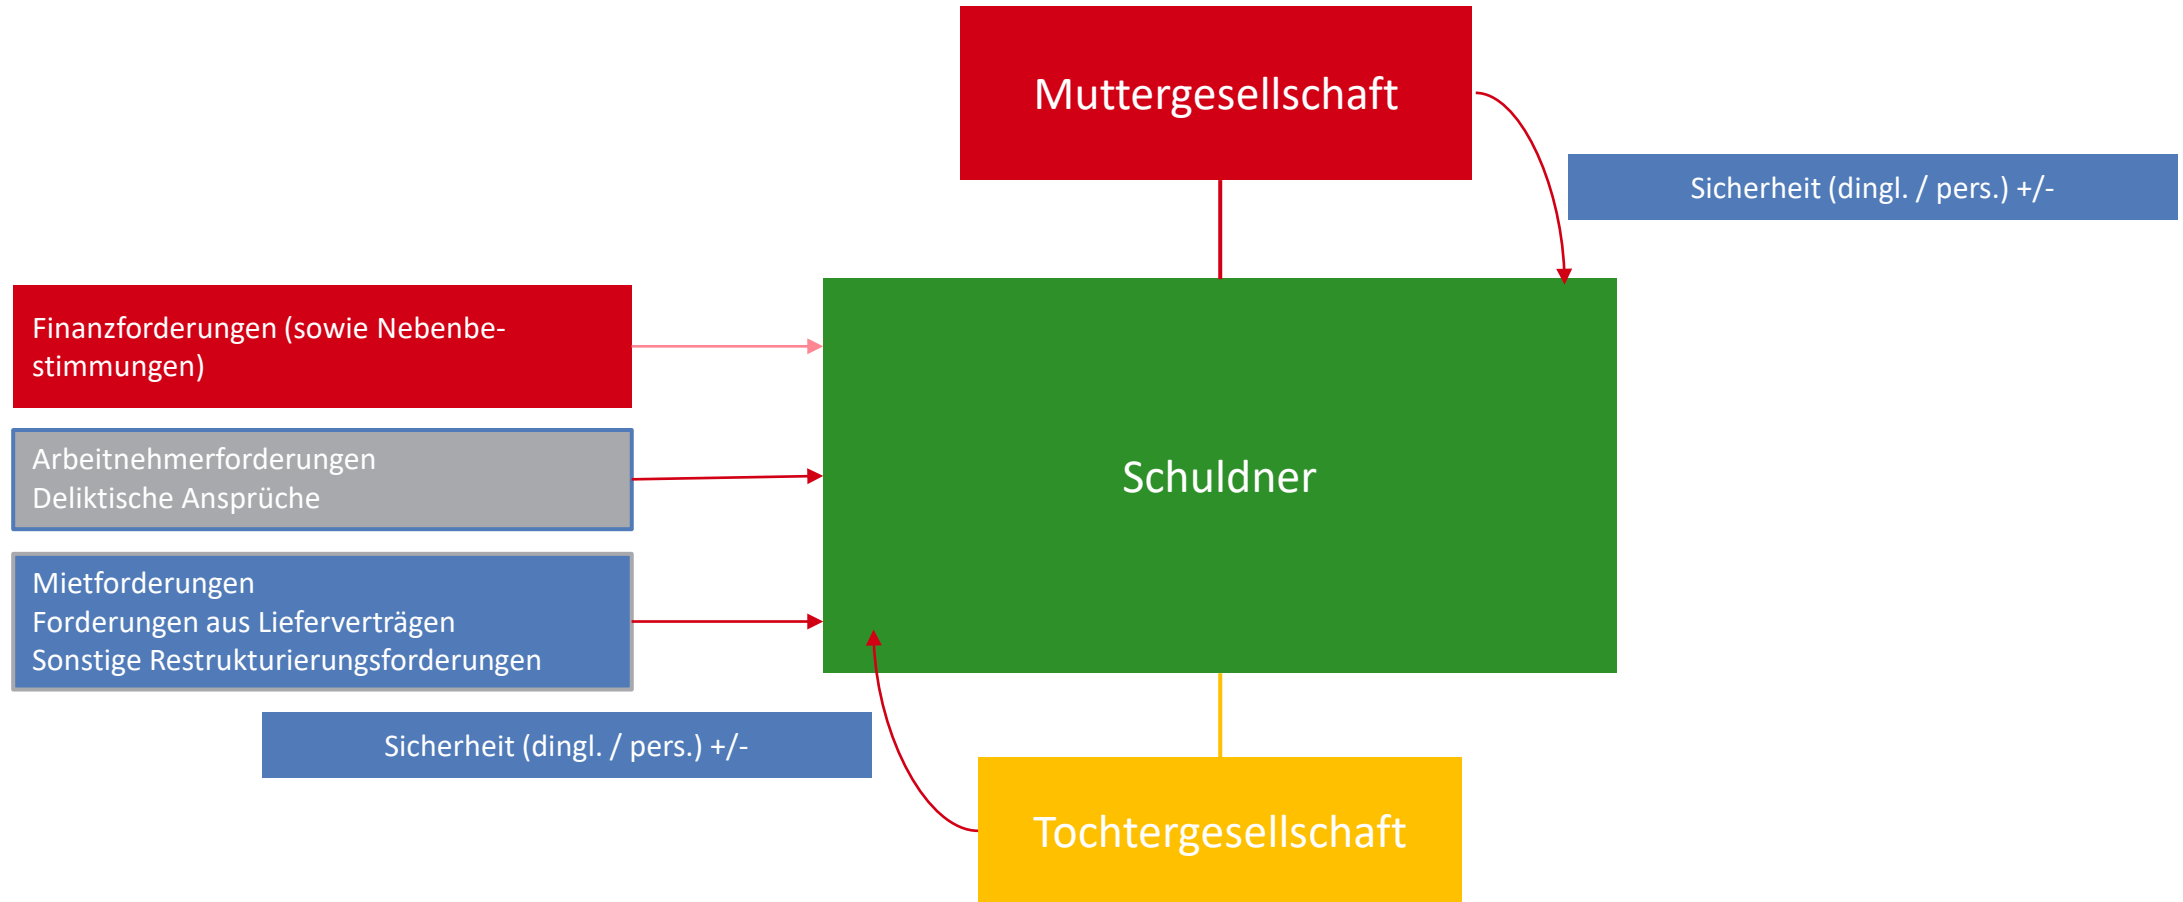 Muttergesellschaft
Sicherheit (dingl. / pers.) +/-
Finanzforderungen (sowie Nebenbe-
stimmungen)
Arbeitnehmerforderungen
Deliktische Ansprüche
Schuldner
Mietforderungen
Forderungen aus Lieferverträgen
Sonstige Restrukturierungsforderungen
Sicherheit (dingl. / pers.) +/-
Tochtergesellschaft